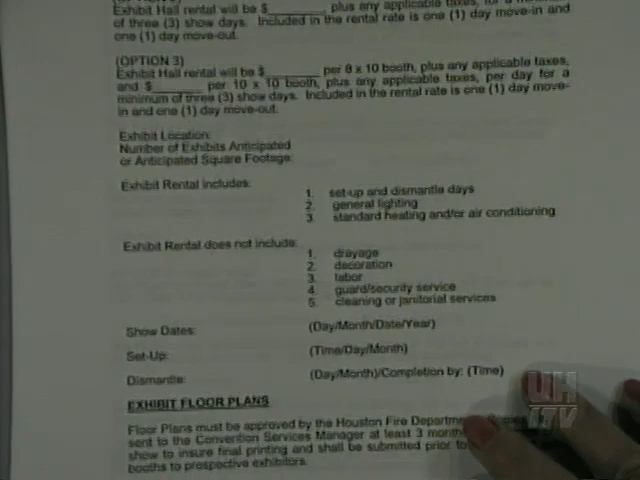 Exhibit Hall rental will be $________ plus any applicable taxes, for a minimum
of three (3) show days. Included in the rental rate is one (1) day move-in and
one (1) day move-out.
(OPTION 3)
Exhibit Hall rental will be $________ per 8 x 10 booth, plus any applicable taxes,
and $________ per 10 x 10 booth, plus any applicable taxes, per day for a
minimum of three (3) show days. Included in the rental rate is one (1) day move-
in and one (1) day move-out.
Exhibit Location:
Number of Exhibits Anticipated
or Anticipated Square Footage:
Exhibit Rental includes:
1. set-up and dismantle days
2. general lighting
3. standard heating and/or air conditioning
Exhibit Rental does not include:
1. drayage
2. decoration
3. labor
4. guard/security service
5. cleaning or janitorial services
Show Dates: (Day/Month/Date/Year)
Set-Up: (Time/Day/Month)
Dismantle: (Day/Month)/Completion by: (Time)
EXHIBIT FLOOR PLANS
Floor Plans must be approved by the Houston Fire Department
sent to the Convention Services Manager at least 3 months
show to insure final printing and shall be submitted prior to
booths to prospective exhibitors.
UH
ITV